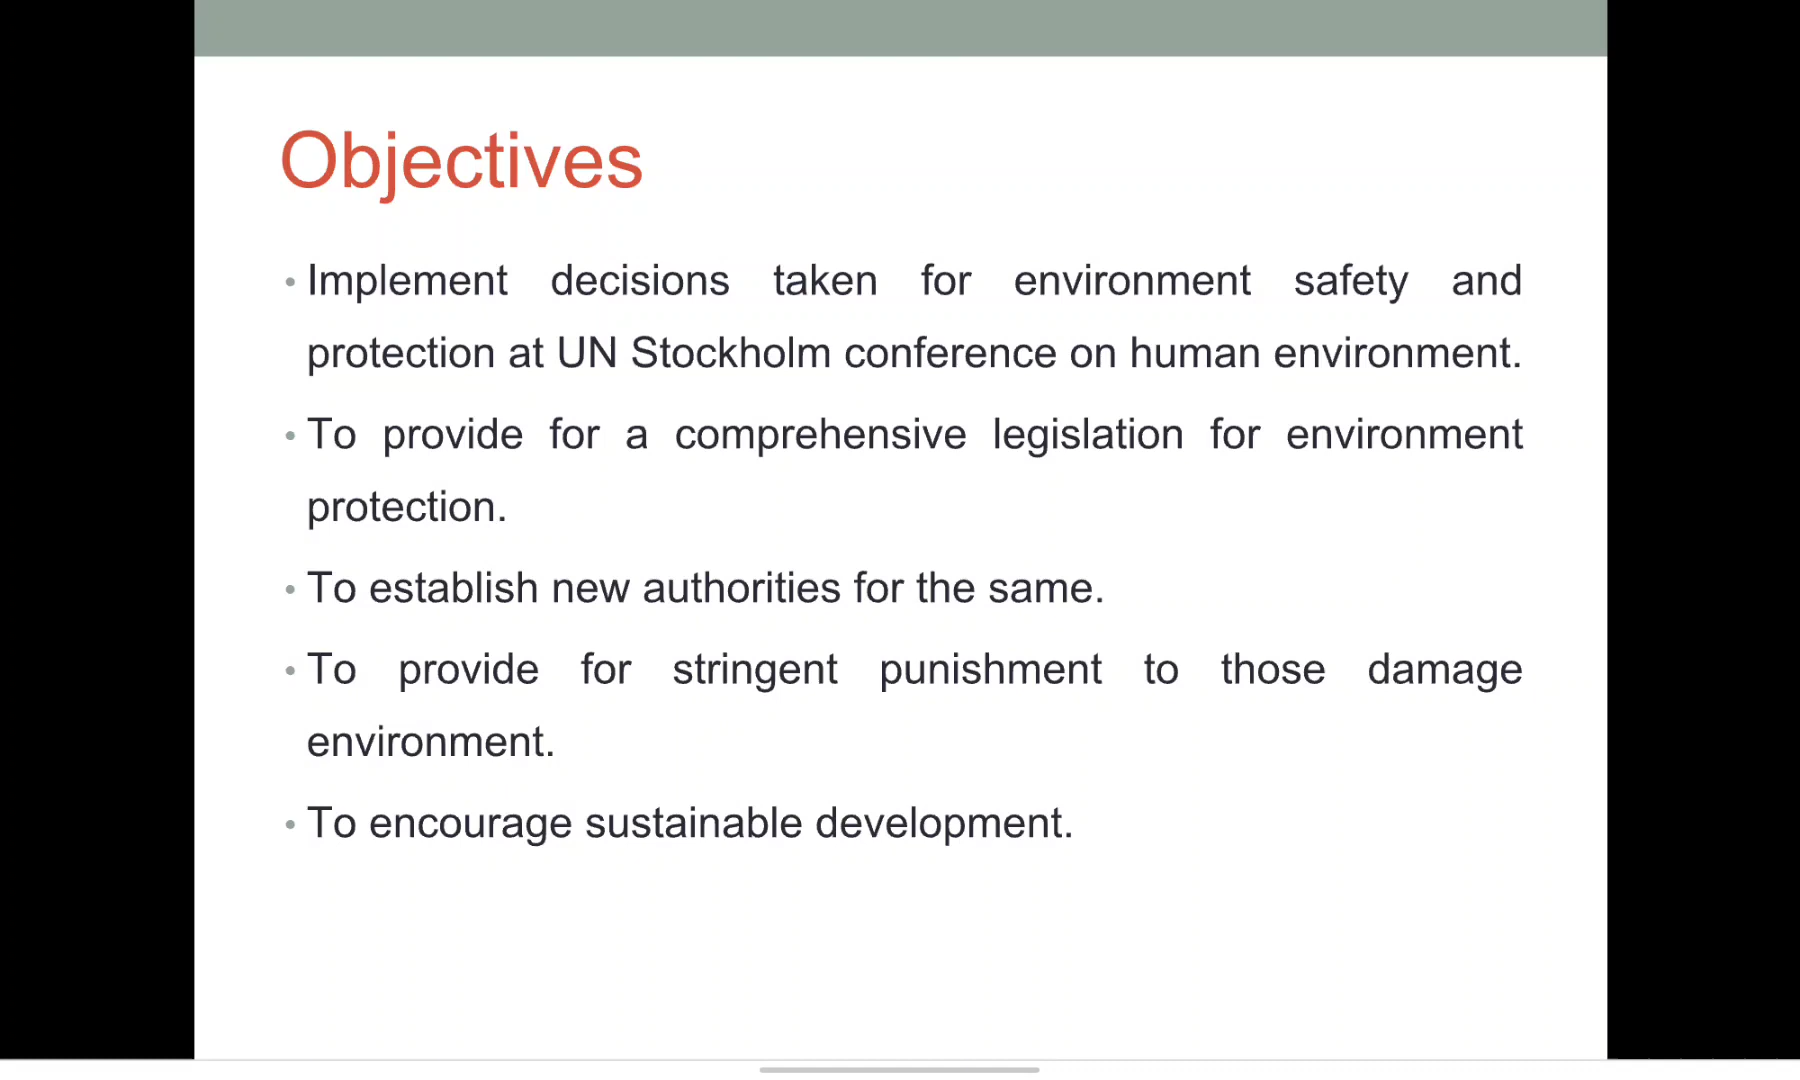 Objectives
• Implement decisions taken for environment safety and
protection at UN Stockholm conference on human environment.
• To provide for a comprehensive legislation for environment
protection.
• To establish new authorities for the same.
• To provide for stringent punishment to those damage
environment.
• To encourage sustainable development.